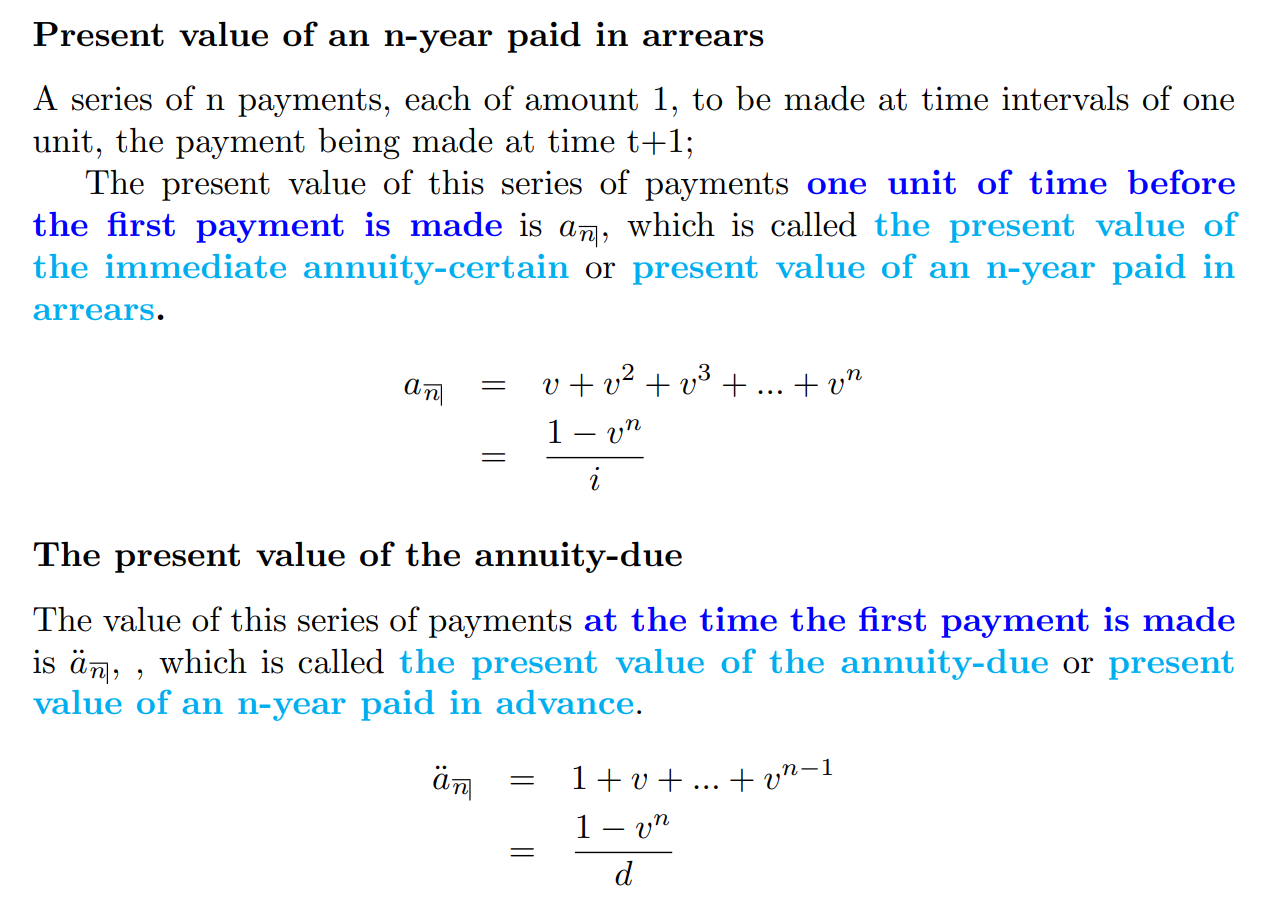 Present value of an n-year paid in arrears
A series of n payments, each of amount 1, to be made at time intervals of one
unit, the payment being made at time t+1;
The present value of this series of payments one unit of time before
the first payment is made is $a_{\overline{n}|}$, which is called the present value of
the immediate annuity-certain or present value of an n-year paid in
arrears.
$a_{\overline{n}|} = v + v^2 + v^3 + ... + v^n$
$= \frac{1 - v^n}{i}$
The present value of the annuity-due
The value of this series of payments at the time the first payment is made
is $\ddot{a}_{\overline{n}|}$, , which is called the present value of the annuity-due or present
value of an n-year paid in advance.
$\ddot{a}_{\overline{n}|} = 1 + v + ... + v^{n-1}$
$= \frac{1 - v^n}{d}$